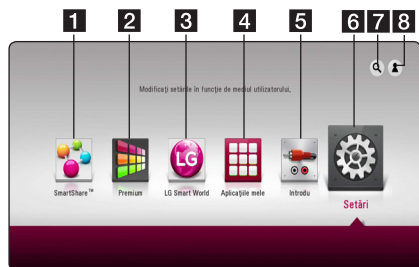 1 2 3 4 5 6 7 8
Modificați setările în funcție de mediul utilizatorului.
LG
SmartShare™ Premium LG Smart World Aplicațiile mele Introdu
Setări